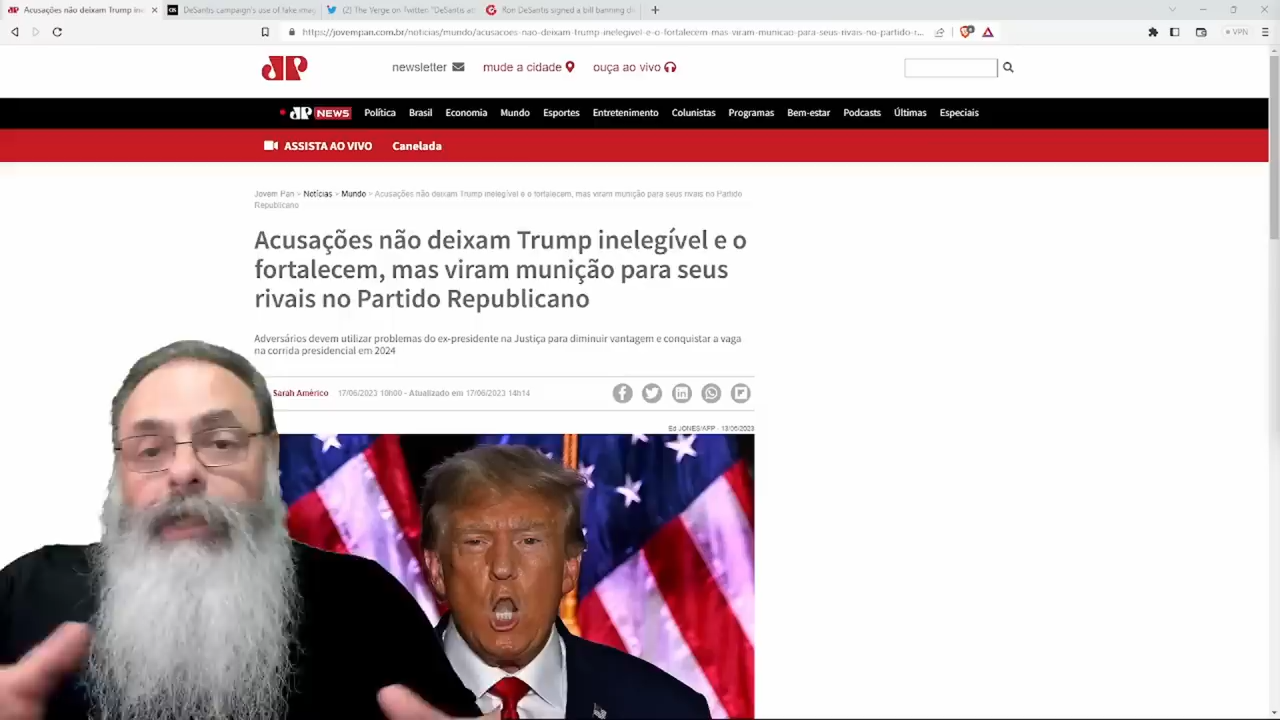 Acusações não deixam Trump ine
DeSantis campaign's use of fake imag
(2) The Verge on Twitter: "DeSantis as
Ron DeSantis signed a bill banning di
https://jovempan.com.br/noticias/mundo/acusacoes-nao-deixam-trump-inelegivel-e-o-fortalecem-mas-viram-municao-para-seus-rivais-no-partido-r...
VPN
JP
newsletter
mude a cidade
ouça ao vivo
JP NEWS
Política
Brasil
Economia
Mundo
Esportes
Entretenimento
Colunistas
Programas
Bem-estar
Podcasts
Últimas
Especiais
ASSISTA AO VIVO
Canelada
Jovem Pan > Notícias > Mundo > Acusações não deixam Trump inelegível e o fortalecem, mas viram munição para seus rivais no Partido
Republicano
Acusações não deixam Trump inelegível e o
fortalecem, mas viram munição para seus
rivais no Partido Republicano
Adversários devem utilizar problemas do ex-presidente na Justiça para diminuir vantagem e conquistar a vaga
na corrida presidencial em 2024
Sarah Américo 17/06/2023 10h00 - Atualizado em 17/06/2023 14h14
Ed JONES/AFP - 13/06/2023